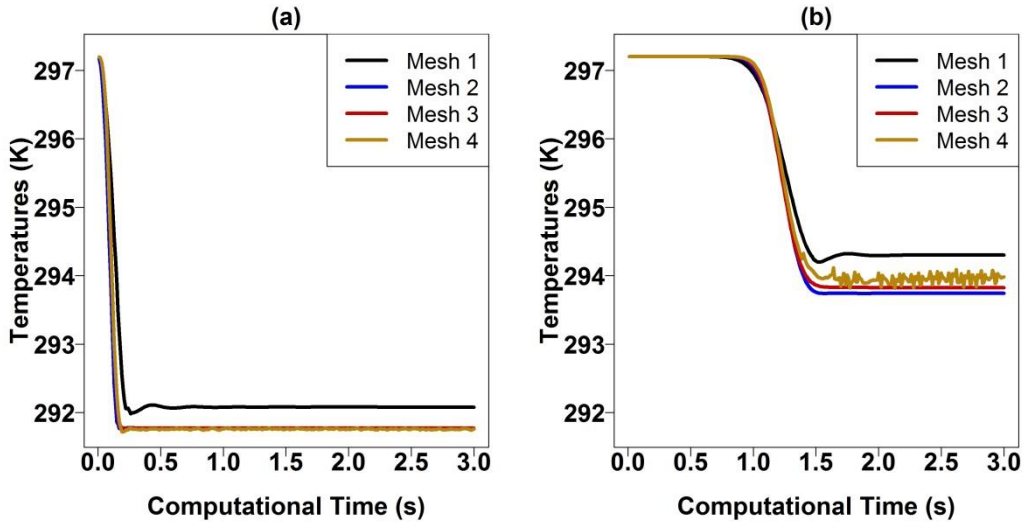 (a)
Mesh 1
Mesh 2
Mesh 3
Mesh 4
297
296
295
294
293
292
Temperatures (K)
0.0 0.5 1.0 1.5 2.0 2.5 3.0
Computational Time (s)
(b)
Mesh 1
Mesh 2
Mesh 3
Mesh 4
297
296
295
294
293
292
Temperatures (K)
0.0 0.5 1.0 1.5 2.0 2.5 3.0
Computational Time (s)